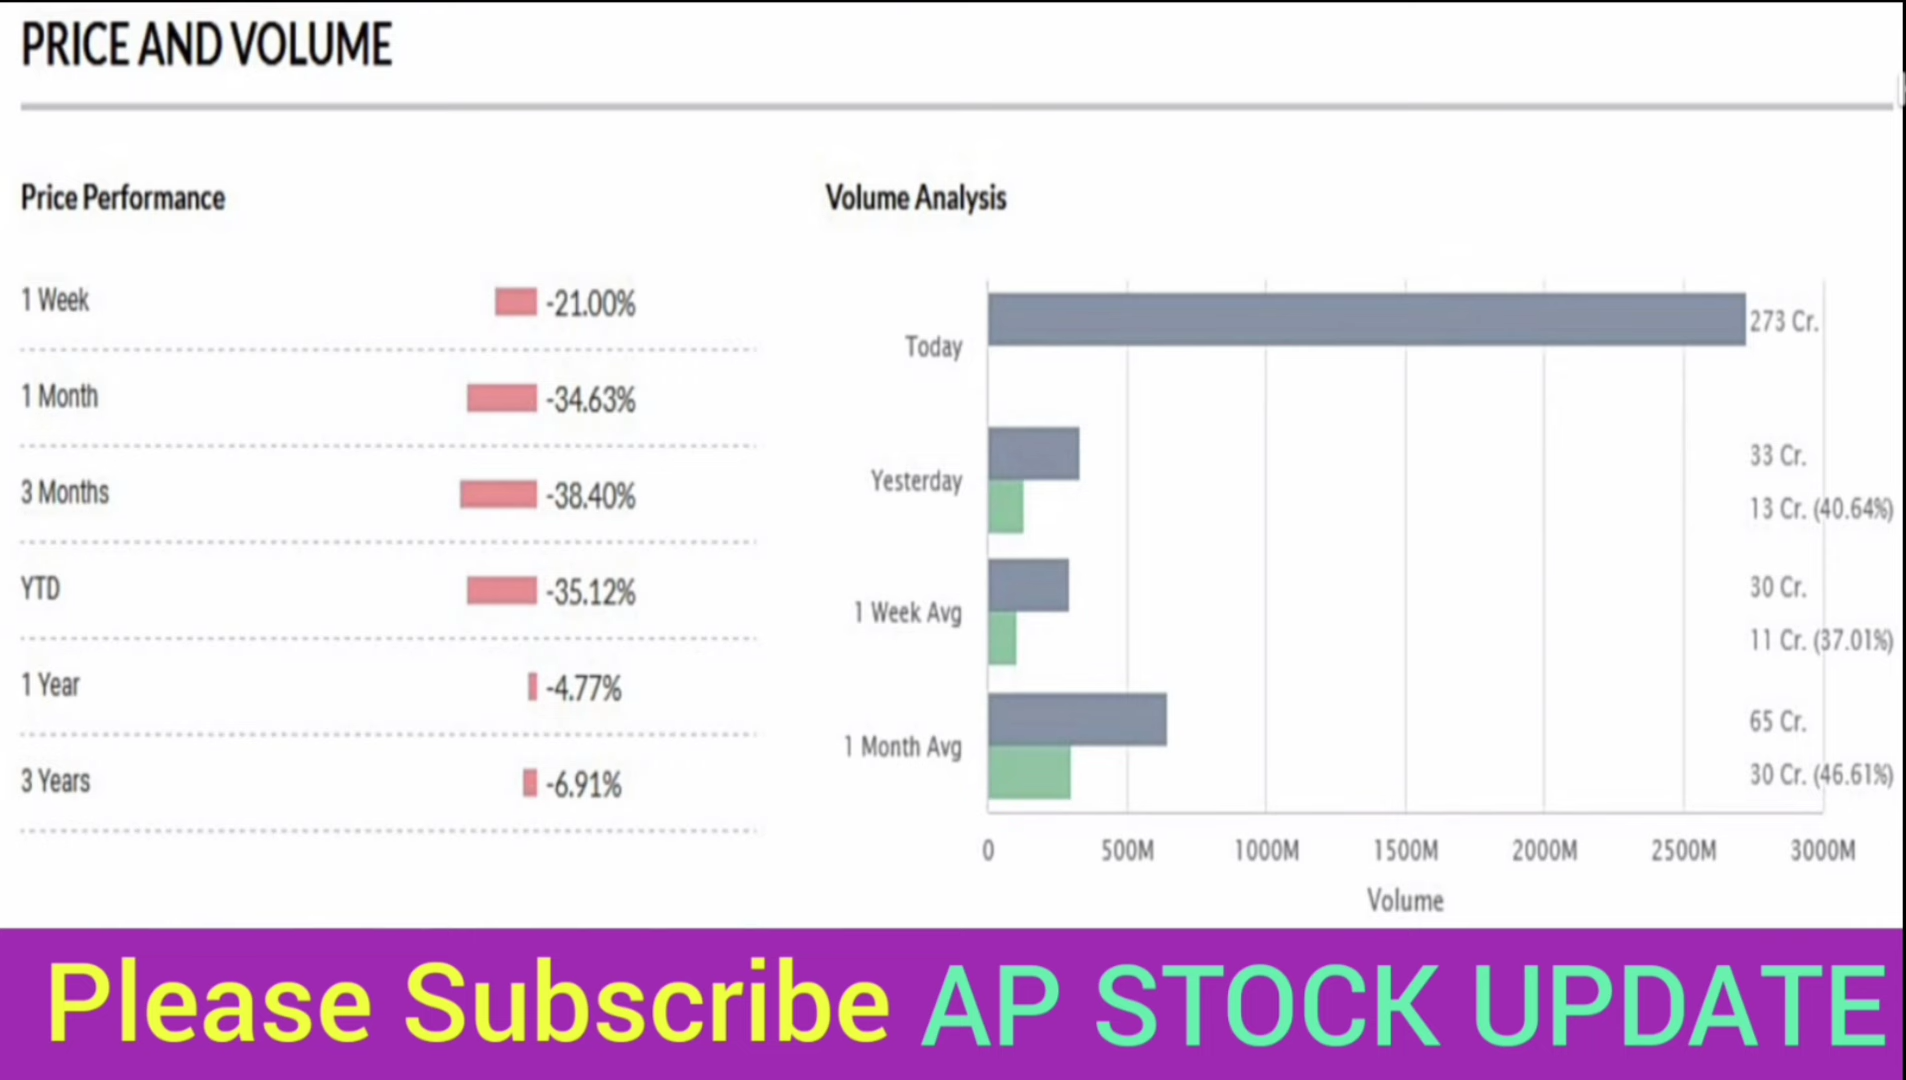 PRICE AND VOLUME
Price Performance
1 Week -21.00%
1 Month -34.63%
3 Months -38.40%
YTD -35.12%
1 Year -4.77%
3 Years -6.91%
Volume Analysis
Today 273 Cr.
Yesterday 33 Cr.
13 Cr. (40.64%)
1 Week Avg 30 Cr.
11 Cr. (37.01%)
1 Month Avg 65 Cr.
30 Cr. (46.61%)
0 500M 1000M 1500M 2000M 2500M 3000M
Volume
Please Subscribe AP STOCK UPDATE